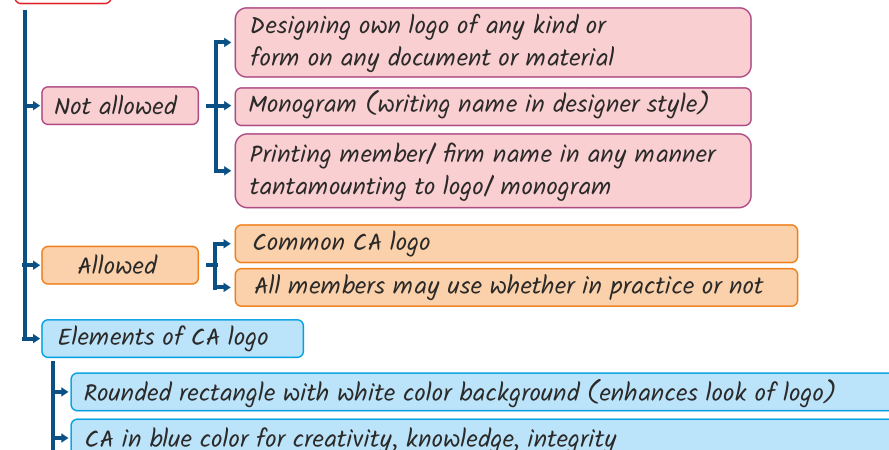 Designing own logo of any kind or
form on any document or material
Not allowed
Monogram (writing name in designer style)
Printing member/ firm name in any manner
tantamounting to logo/ monogram
Common CA logo
Allowed
All members may use whether in practice or not
Elements of CA logo
Rounded rectangle with white color background (enhances look of logo)
CA in blue color for creativity, knowledge, integrity